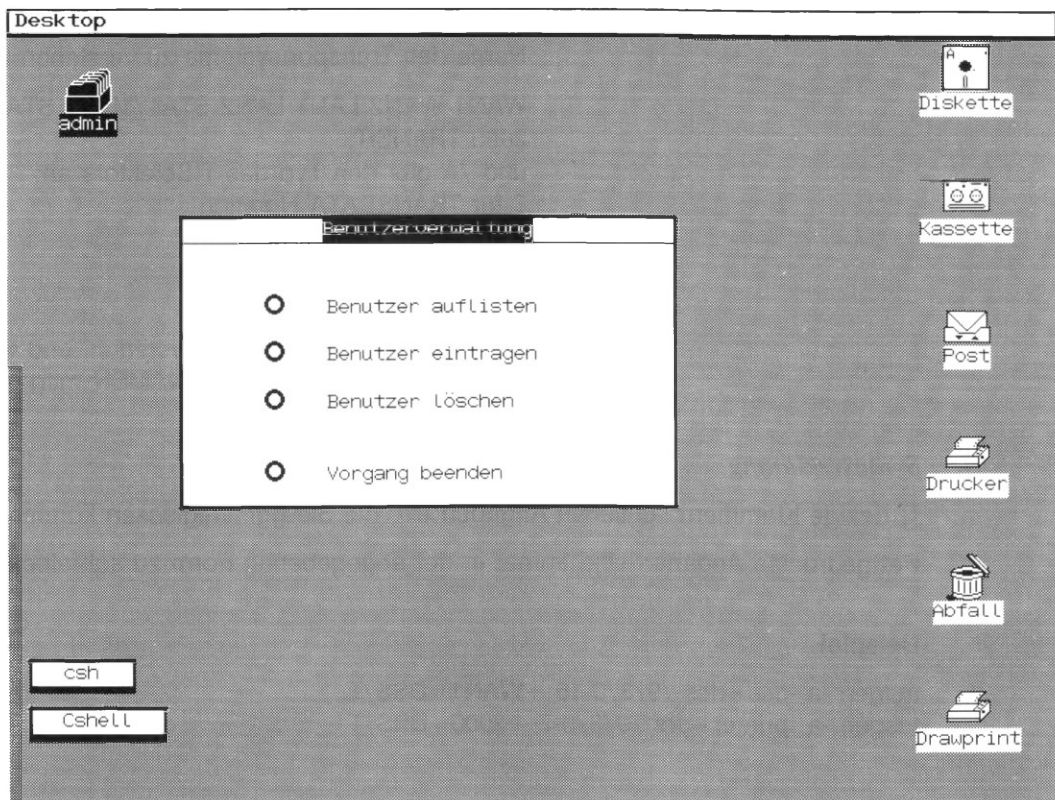 Desktop
admin
Diskette
Kassette
Benutzerverwaltung
Benutzer auflisten
Benutzer eintragen
Benutzer löschen
Vorgang beenden
Post
Drucker
Abfall
csh
Cshell
Drawprint